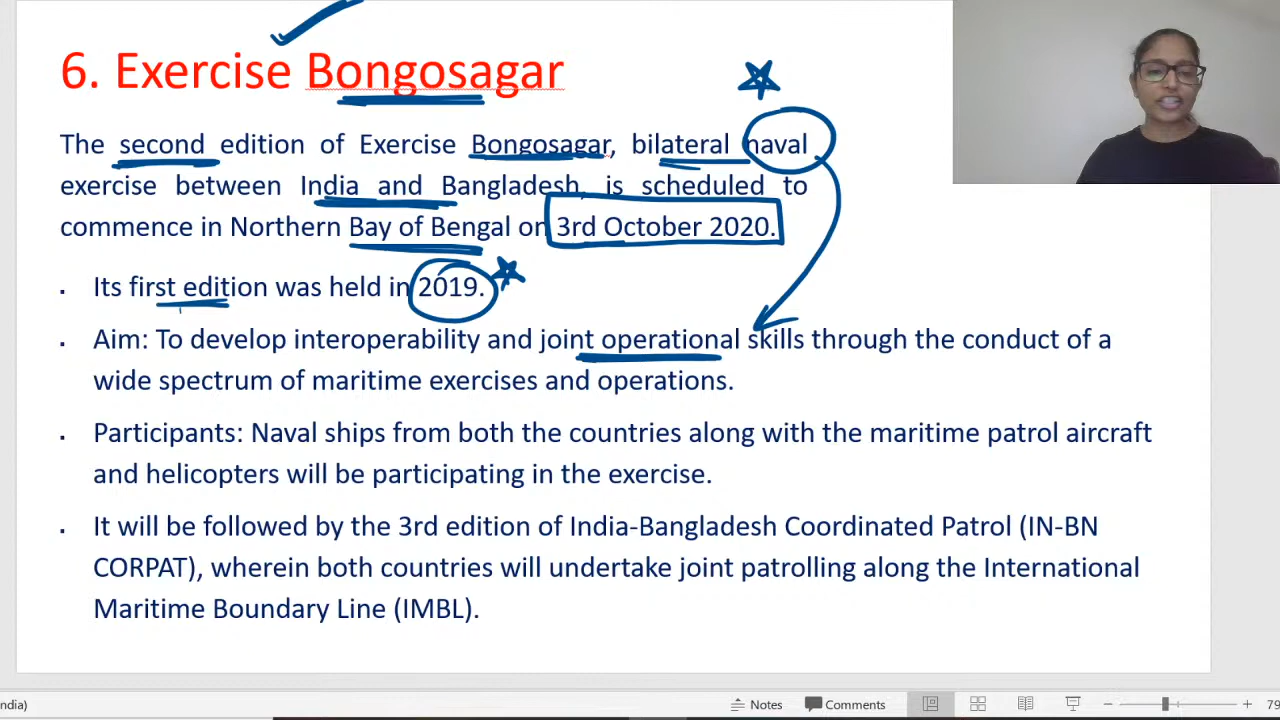 6. Exercise Bongosagar
The second edition of Exercise Bongosagar, bilateral naval
exercise between India and Bangladesh, is scheduled to
commence in Northern Bay of Bengal on 3rd October 2020.
▪ Its first edition was held in 2019.
▪ Aim: To develop interoperability and joint operational skills through the conduct of a
wide spectrum of maritime exercises and operations.
▪ Participants: Naval ships from both the countries along with the maritime patrol aircraft
and helicopters will be participating in the exercise.
▪ It will be followed by the 3rd edition of India-Bangladesh Coordinated Patrol (IN-BN
CORPAT), wherein both countries will undertake joint patrolling along the International
Maritime Boundary Line (IMBL).
ndia) Notes Comments 79